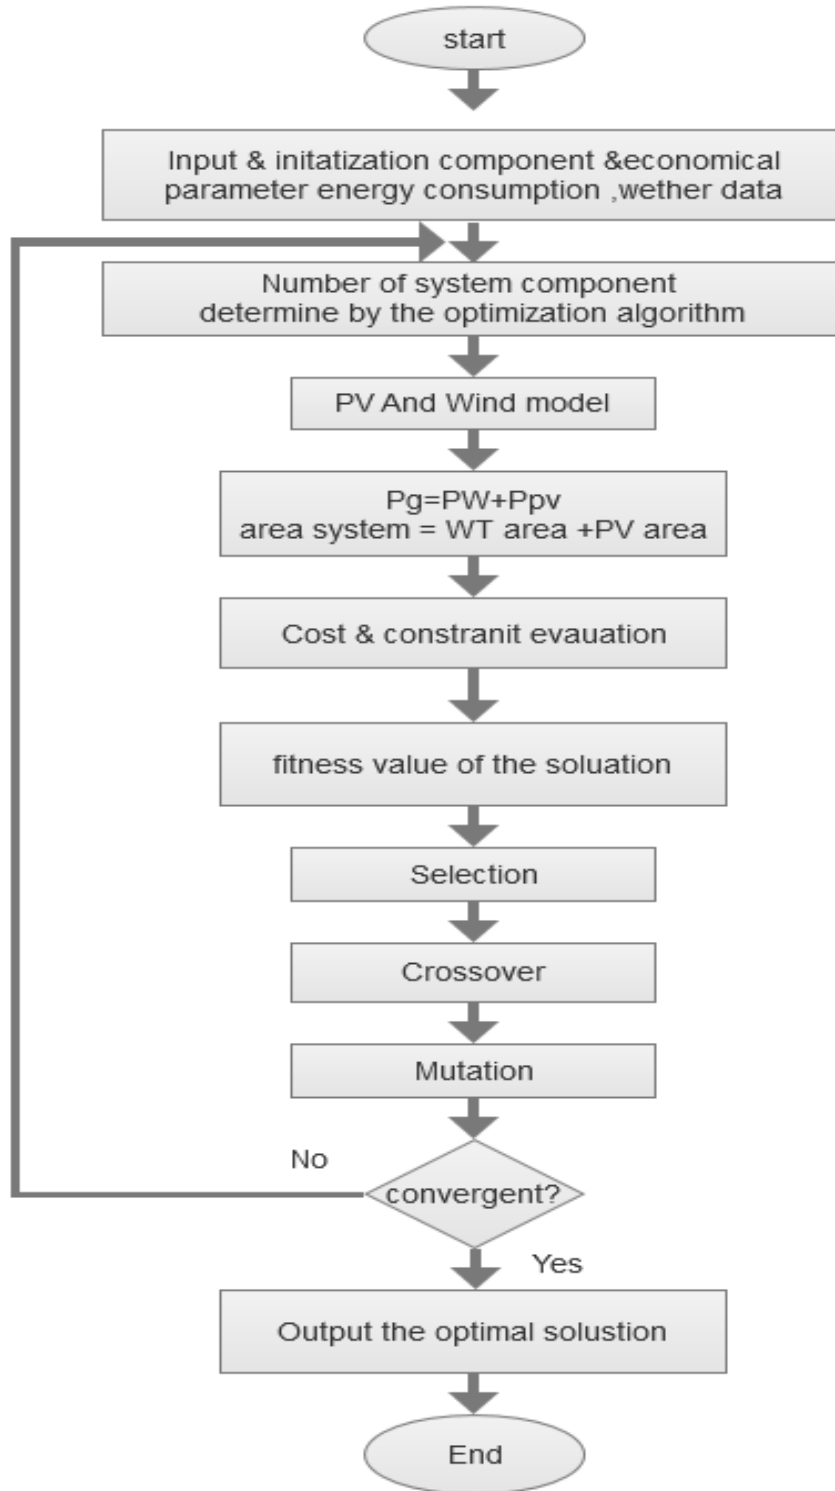 start
Input & initatization component &economical
parameter energy consumption ,wether data
Number of system component
determine by the optimization algorithm
PV And Wind model
Pg=PW+Ppv
area system = WT area +PV area
Cost & constranit evauation
fitness value of the soluation
Selection
Crossover
Mutation
No
convergent?
Yes
Output the optimal solustion
End